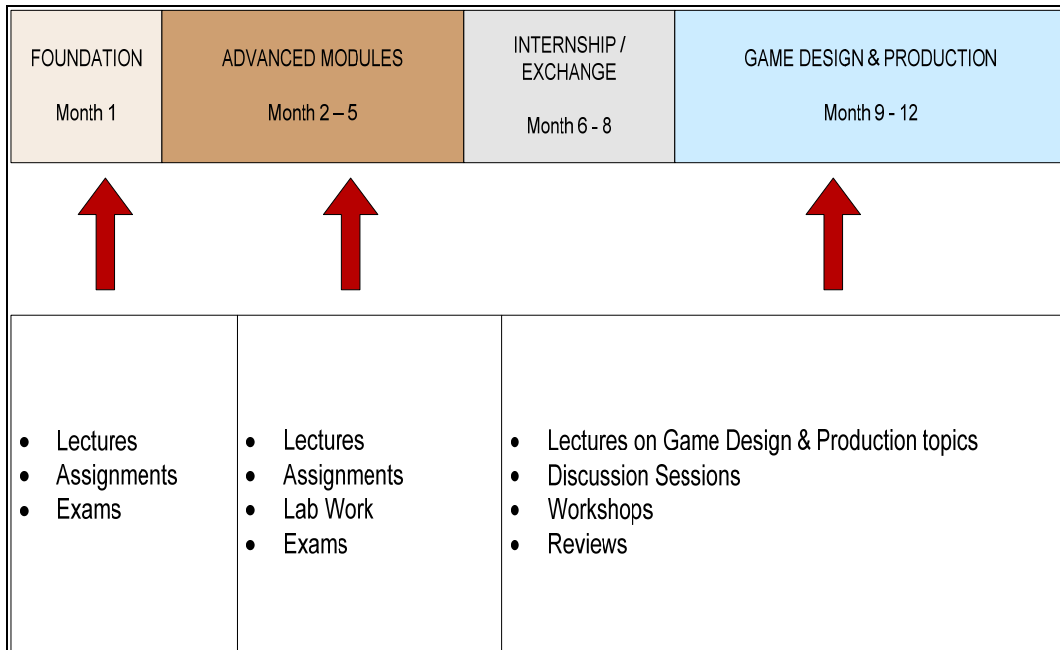 FOUNDATION
Month 1
ADVANCED MODULES
Month 2 – 5
INTERNSHIP /
EXCHANGE
Month 6 - 8
GAME DESIGN & PRODUCTION
Month 9 - 12
• Lectures
• Assignments
• Exams
• Lectures
• Assignments
• Lab Work
• Exams
• Lectures on Game Design & Production topics
• Discussion Sessions
• Workshops
• Reviews